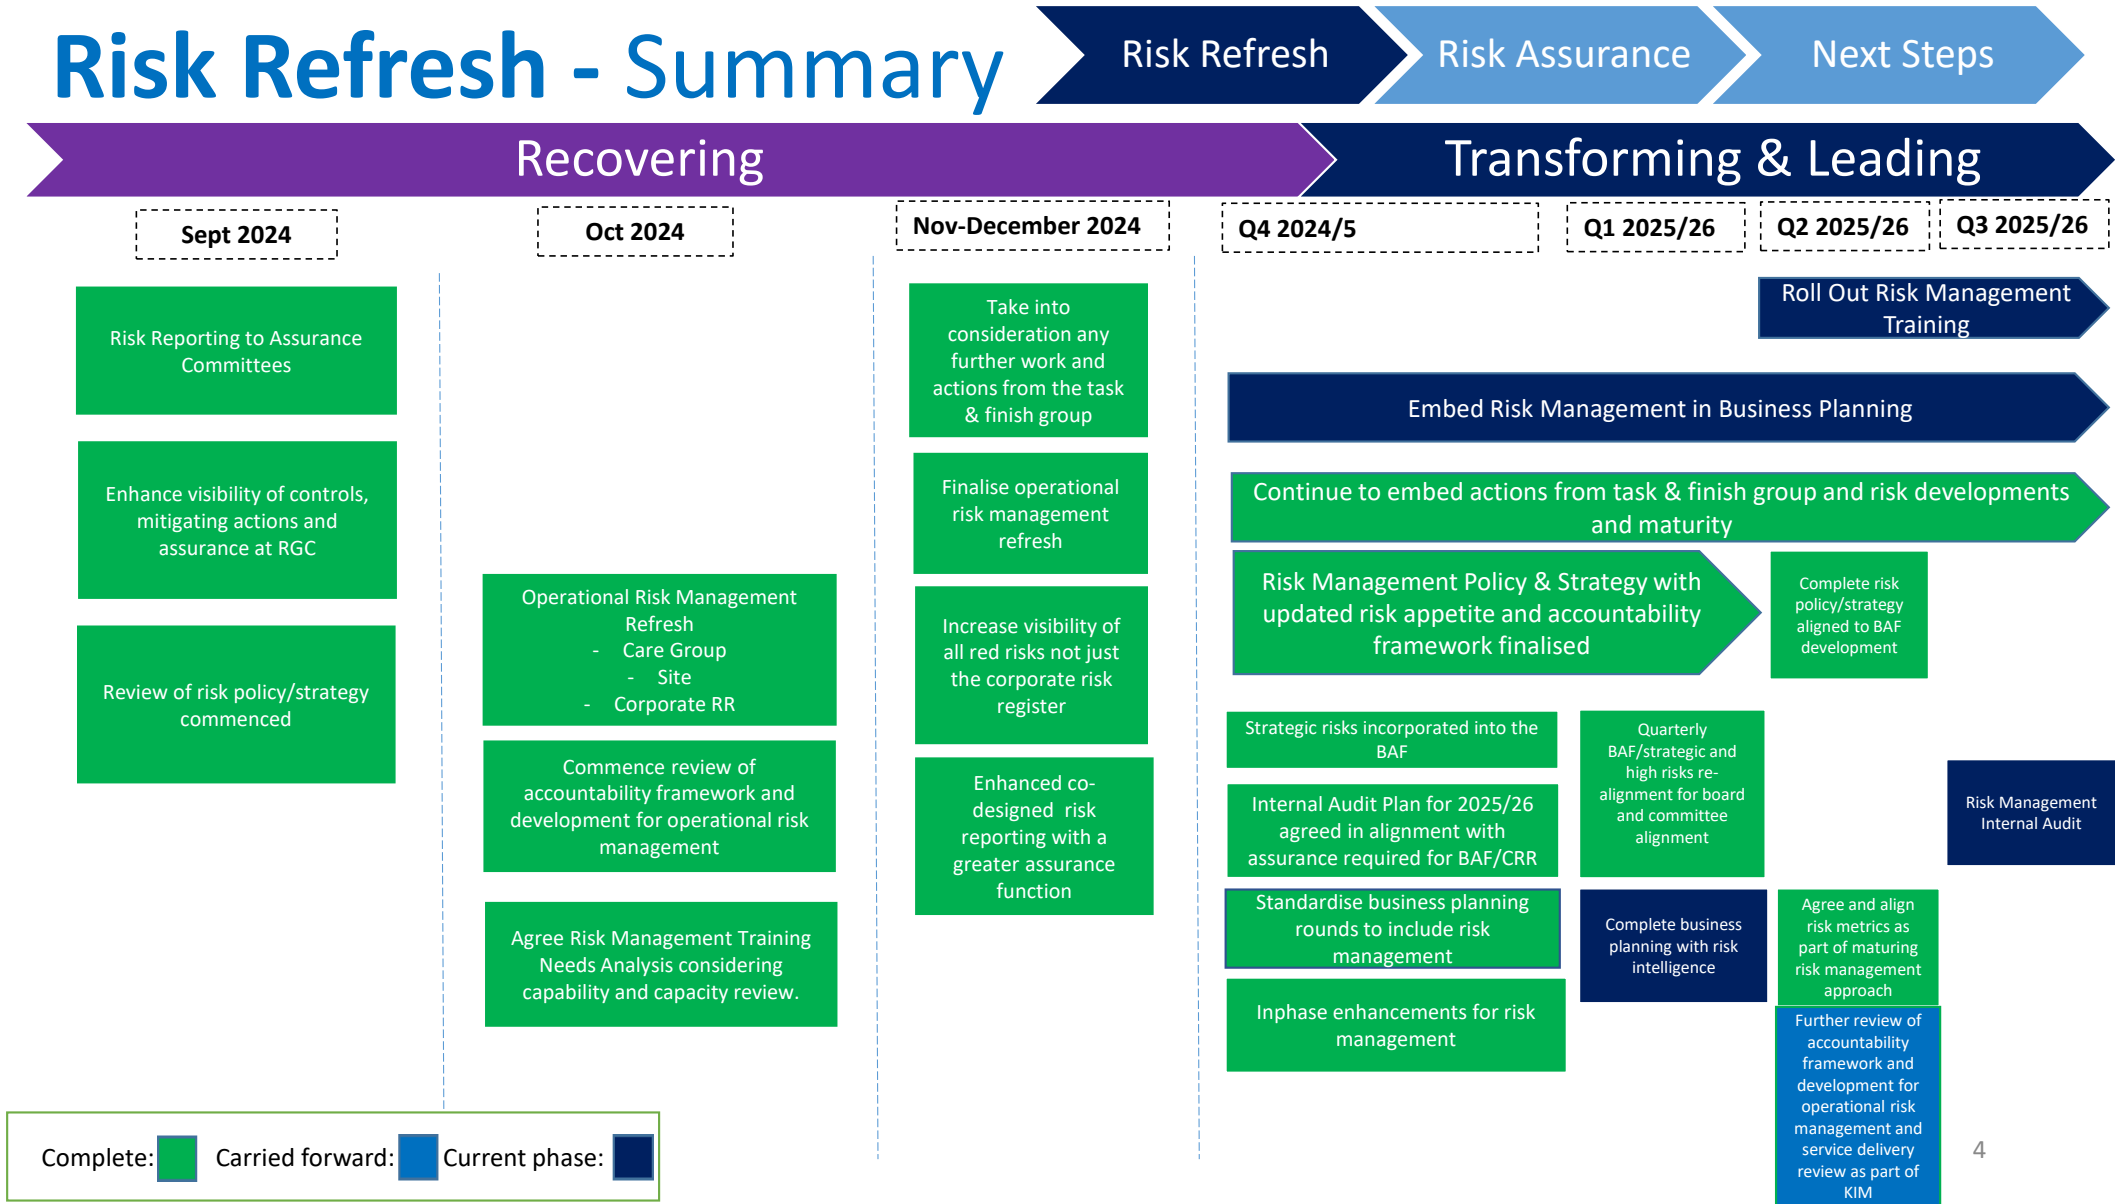 Risk Refresh - Summary
Risk Refresh
Risk Assurance
Next Steps
Recovering
Transforming & Leading
Sept 2024
Oct 2024
Nov-December 2024
Q4 2024/5
Q1 2025/26
Q2 2025/26
Q3 2025/26
Risk Reporting to Assurance
Committees
Enhance visibility of controls,
mitigating actions and
assurance at RGC
Review of risk policy/strategy
commenced
Operational Risk Management
Refresh
- Care Group
- Site
- Corporate RR
Commence review of
accountability framework and
development for operational risk
management
Agree Risk Management Training
Needs Analysis considering
capability and capacity review.
Take into
consideration any
further work and
actions from the task
& finish group
Finalise operational
risk management
refresh
Increase visibility of
all red risks not just
the corporate risk
register
Enhanced co-
designed risk
reporting with a
greater assurance
function
Roll Out Risk Management
Training
Embed Risk Management in Business Planning
Continue to embed actions from task & finish group and risk developments
and maturity
Risk Management Policy & Strategy with
updated risk appetite and accountability
framework finalised
Complete risk
policy/strategy
aligned to BAF
development
Strategic risks incorporated into the
BAF
Internal Audit Plan for 2025/26
agreed in alignment with
assurance required for BAF/CRR
Standardise business planning
rounds to include risk
management
Inphase enhancements for risk
management
Quarterly
BAF/strategic and
high risks re-
alignment for board
and committee
alignment
Complete business
planning with risk
intelligence
Agree and align
risk metrics as
part of maturing
risk management
approach
Further review of
accountability
framework and
development for
operational risk
management and
service delivery
review as part of
KIM
Risk Management
Internal Audit
Complete:
Carried forward:
Current phase:
4